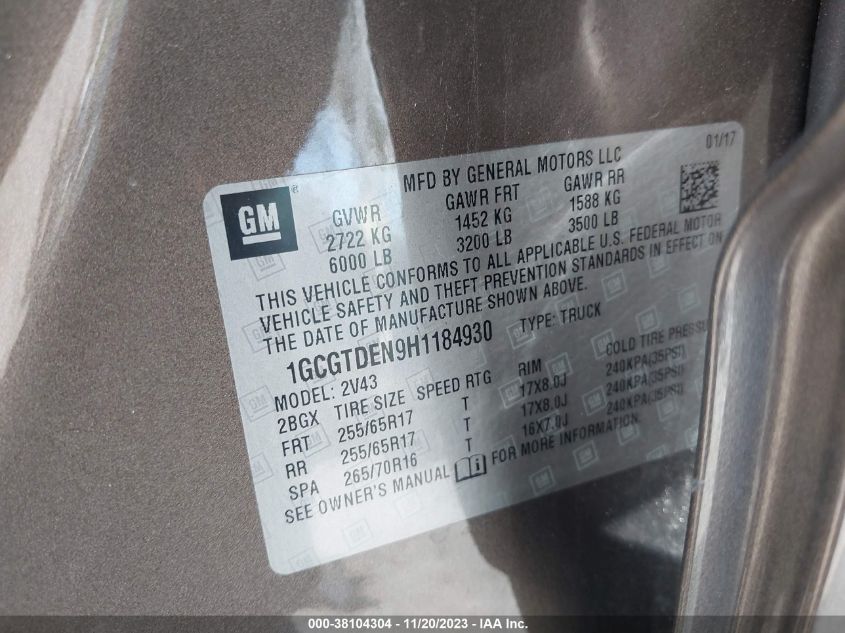 01/17
MFD BY GENERAL MOTORS LLC
GM ®
GVWR GAWR FRT GAWR RR
2722 KG 1452 KG 1588 KG
6000 LB 3200 LB 3500 LB
THIS VEHICLE CONFORMS TO ALL APPLICABLE U.S. FEDERAL MOTOR
VEHICLE SAFETY AND THEFT PREVENTION STANDARDS IN EFFECT ON
THE DATE OF MANUFACTURE SHOWN ABOVE.
1GCGTDEN9H1184930 TYPE: TRUCK
MODEL: 2V43
2BGX TIRE SIZE SPEED RTG RIM COLD TIRE
FRT 255/65R17 T 17X8.0J 240KPA(35PSI)
RR 255/65R17 T 17X8.0J 240KPA(35PSI)
SPA 265/70R16 T 16X7.0J 240KPA(35PSI)
SEE OWNER'S MANUAL FOR MORE INFORMATION.
000-38104304 - 11/20/2023 - IAA Inc.